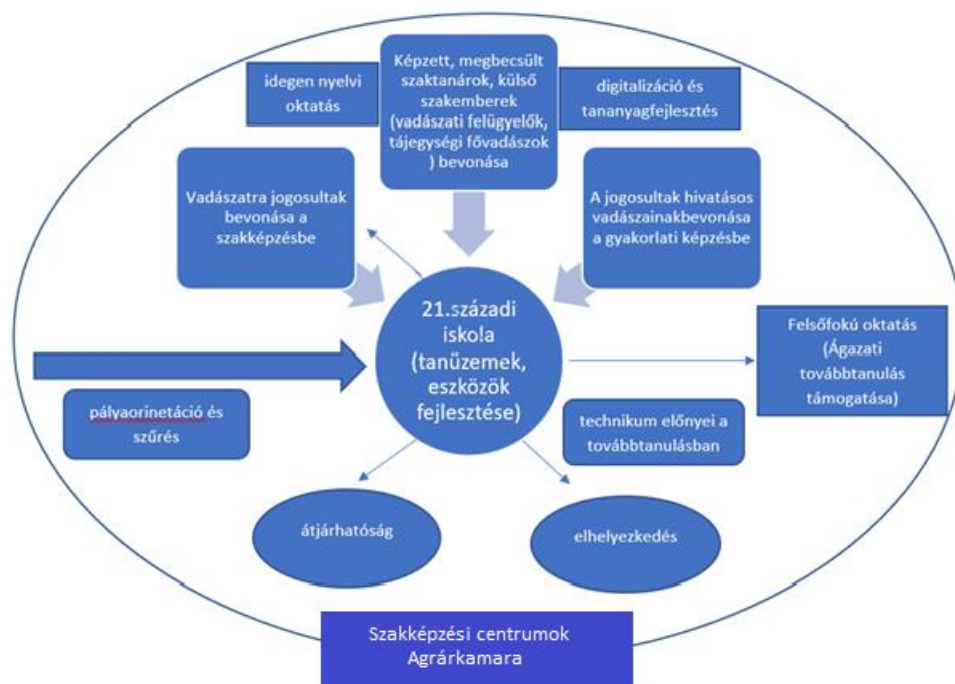 idegen nyelvi
oktatás
Képzett, megbecsült
szaktanárok, külső
szakemberek
(vadászati felügyelők,
tájegységi fővadászok
) bevonása
digitalizáció és
tananyagfejlesztés
Vadászatra jogosultak
bevonása a
szakképzésbe
A jogosultak hivatásos
vadászainakbevonása
a gyakorlati képzésbe
21.századi
iskola
(tanüzemek,
eszközök
fejlesztése)
Felsőfokú oktatás
(Ágazati
továbbtanulás
támogatása)
pályaorinetáció és
szűrés
technikum előnyei a
továbbtanulásban
átjárhatóság
elhelyezkedés
Szakképzési centrumok
Agrárkamara